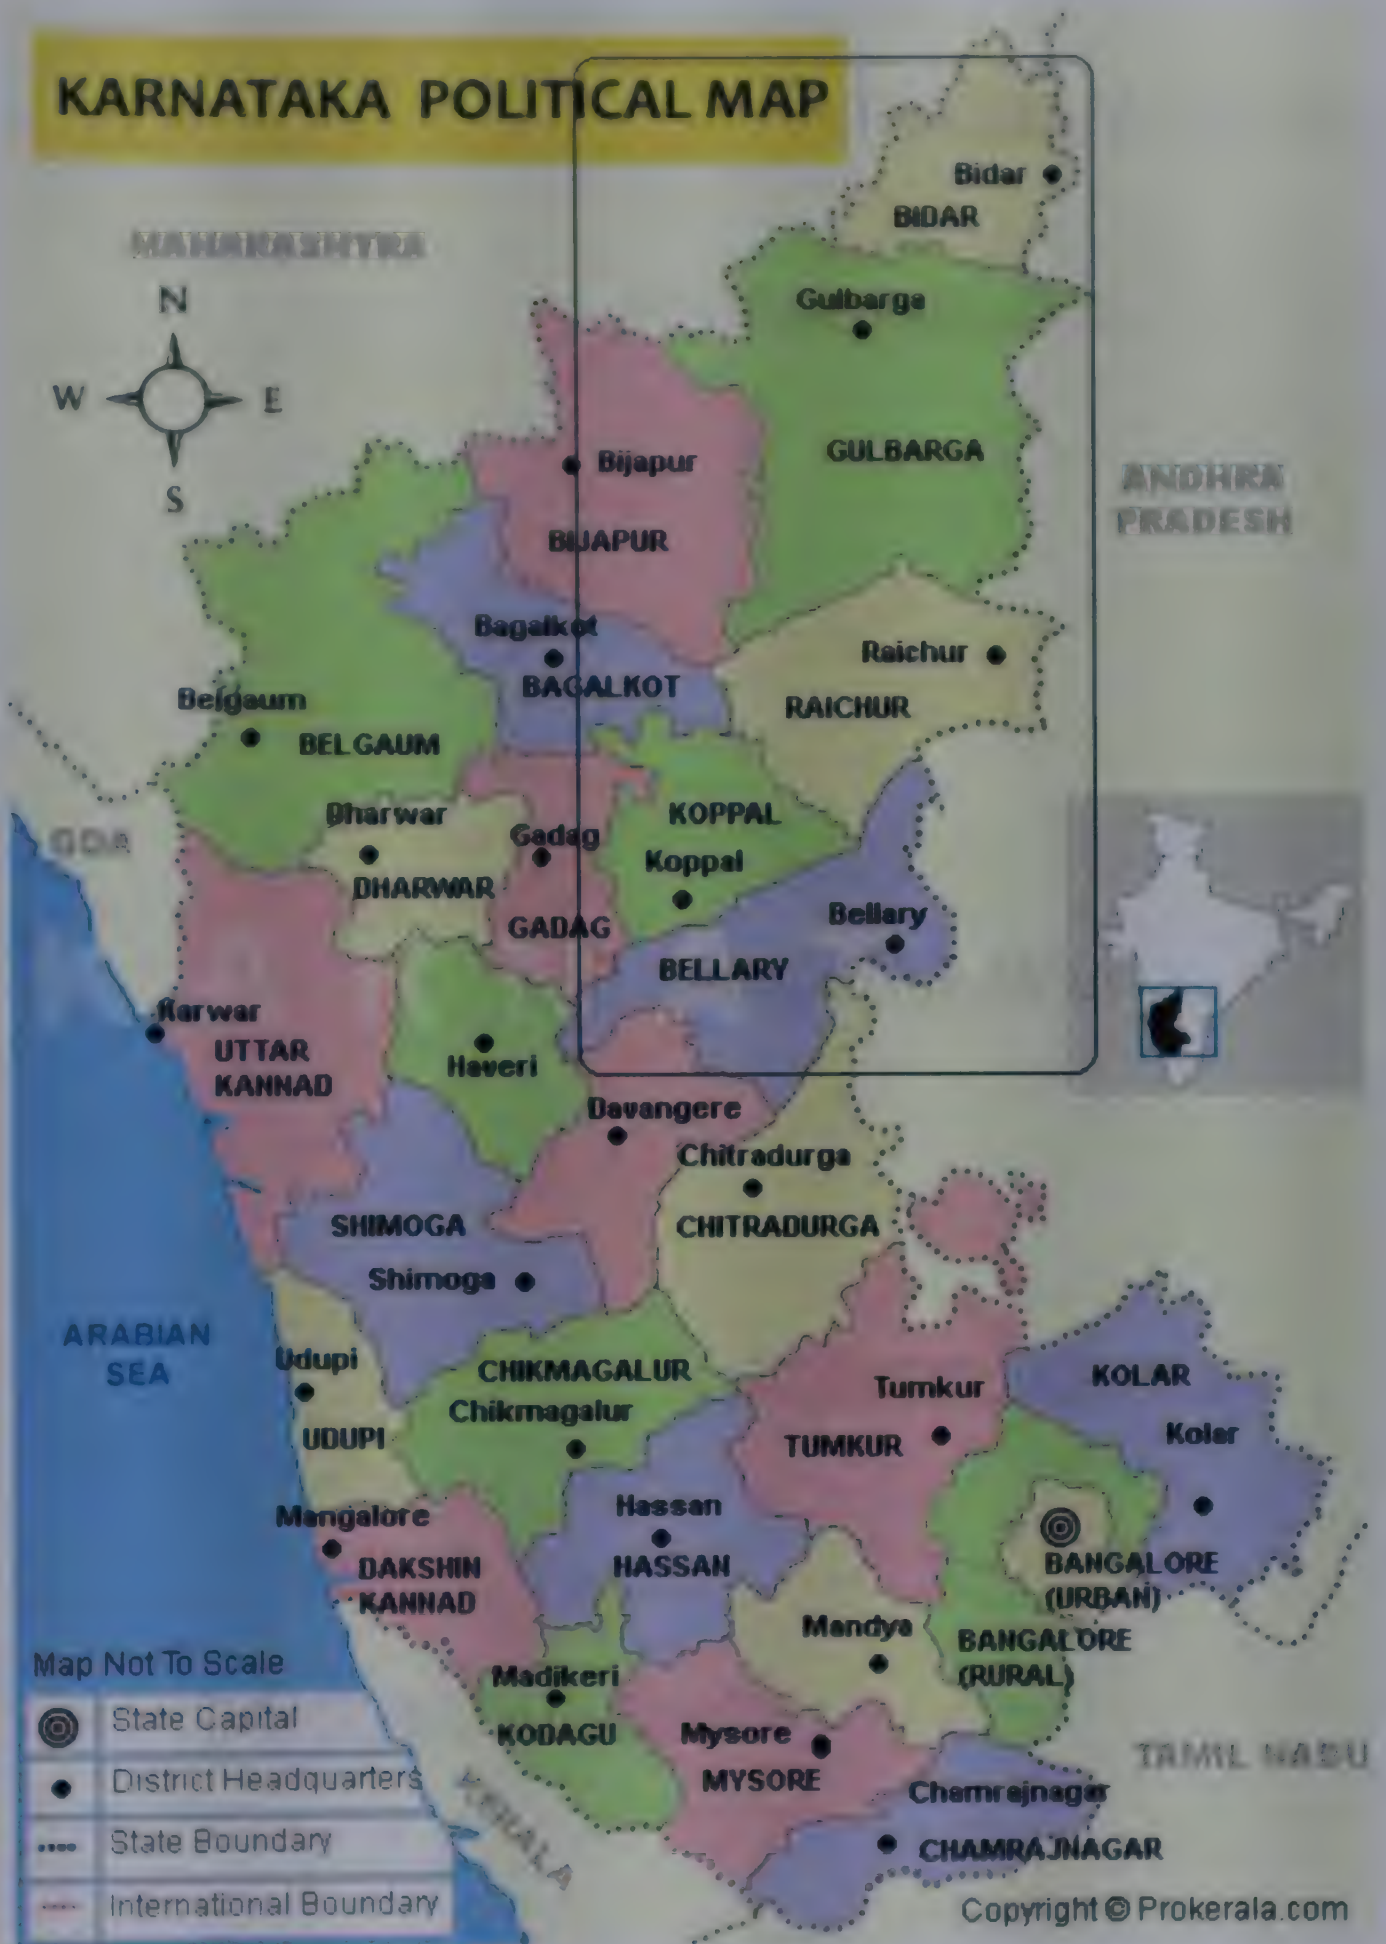 KARNATAKA POLITICAL MAP
Bidar
BIDAR
MAHARASHTRA
N
W
E
S
Gulbarga
GULBARGA
Bijapur
BIJAPUR
ANDHRA
PRADESH
Bagalkot
BAGALKOT
Raichur
RAICHUR
Belgaum
BELGAUM
GOA
Dharwar
DHARWAR
Gadag
GADAG
KOPPAL
Koppal
Bellary
BELLARY
Karwar
UTTAR
KANNAD
Haveri
Davangere
Chitradurga
CHITRADURGA
SHIMOGA
Shimoga
ARABIAN
SEA
Udupi
UDUPI
CHIKMAGALUR
Chikmagalur
Tumkur
TUMKUR
KOLAR
Kolar
Hassan
HASSAN
Mangalore
DAKSHIN
KANNAD
BANGALORE
(URBAN)
Mandya
BANGALORE
(RURAL)
Madikeri
KODAGU
Mysore
MYSORE
TAMIL NADU
Chamrajnagar
CHAMRAJNAGAR
KERALA
Map Not To Scale
State Capital
District Headquarters
State Boundary
International Boundary
Copyright © Prokerala.com